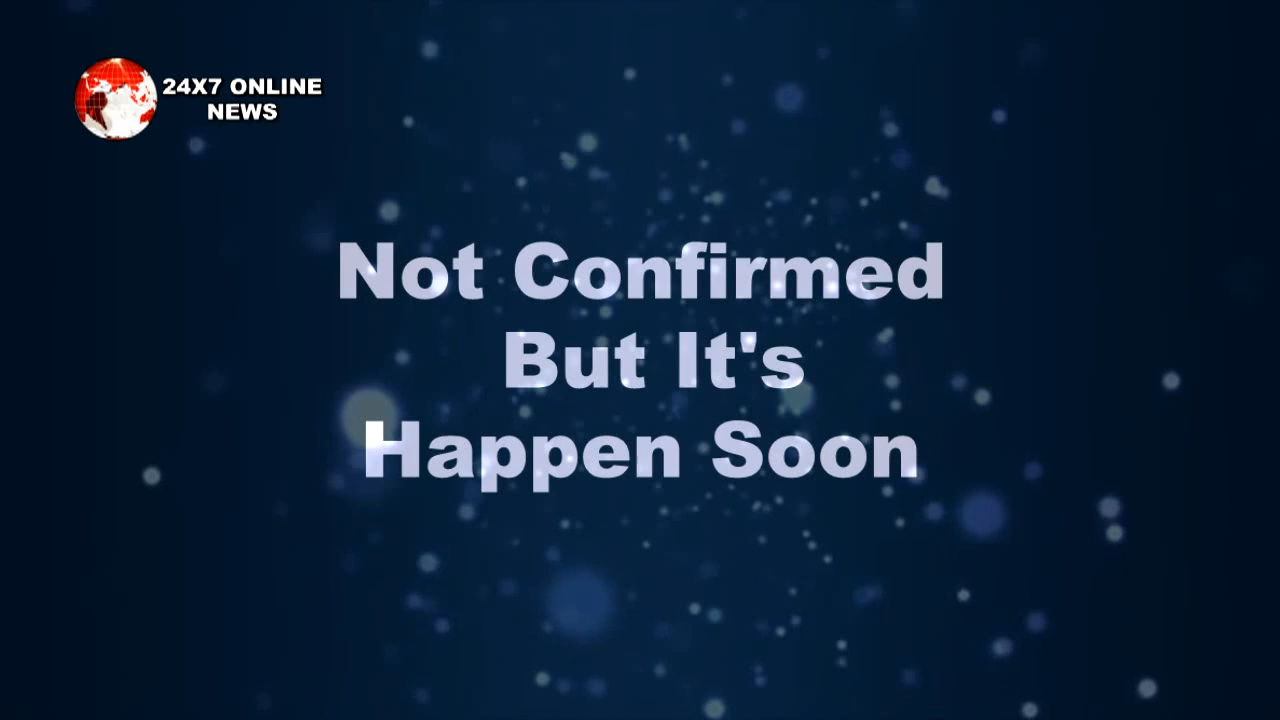 24X7 ONLINE
NEWS
Not Confirmed
But It's
Happen Soon